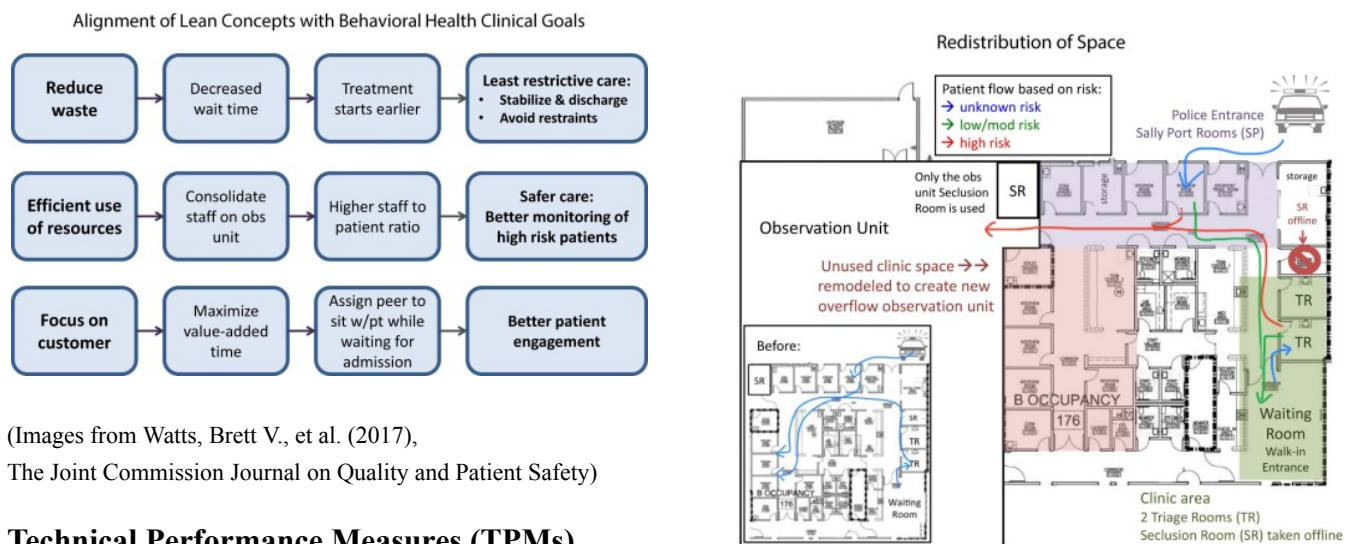 Alignment of Lean Concepts with Behavioral Health Clinical Goals
Reduce
waste
Decreased
wait time
Treatment
starts earlier
Least restrictive care:
• Stabilize & discharge
• Avoid restraints
Efficient use
of resources
Consolidate
staff on obs
unit
Higher staff to
patient ratio
Safer care:
Better monitoring of
high risk patients
Focus on
customer
Maximize
value-added
time
Assign peer to
sit w/pt while
waiting for
admission
Better patient
engagement
(Images from Watts, Brett V., et al. (2017),
The Joint Commission Journal on Quality and Patient Safety)
Technical Performance Measures (TPMs)
Redistribution of Space
Patient flow based on risk:
→ unknown risk
→ low/mod risk
→ high risk
Police Entrance
Sally Port Rooms (SP)
Only the obs
unit Seclusion
Room is used
SR
storage
storage
SR
offline
Observation Unit
Unused clinic space →→
remodeled to create new
overflow observation unit
TR
TR
B OCCUPANCY
176
Waiting
Room
Walk-in
Entrance
Before:
SR
SR
TR
TR
B OCCUPANCY
176
Waiting
Room
Clinic area
2 Triage Rooms (TR)
Seclusion Room (SR) taken offline